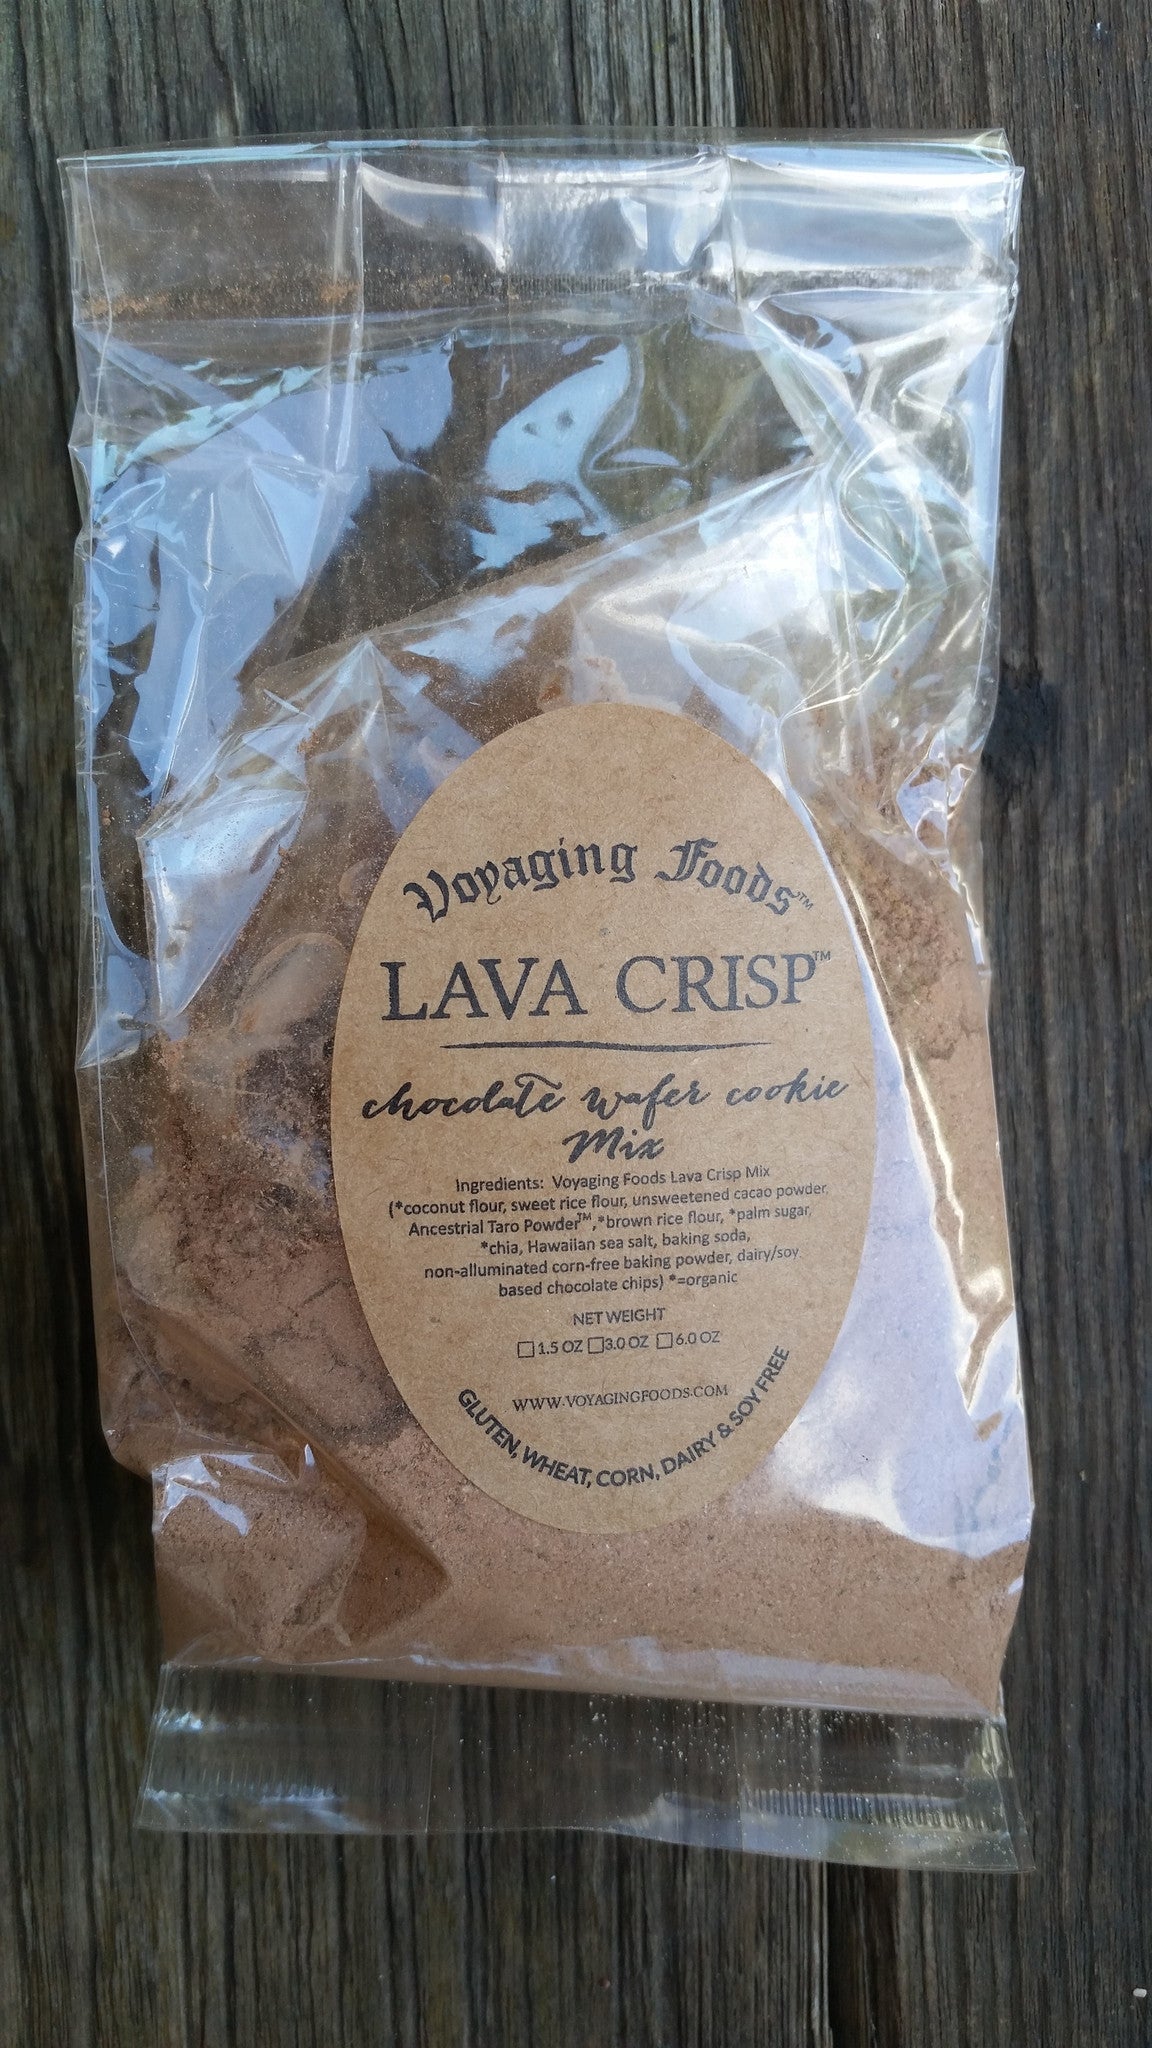 Voyaging Foods™
LAVA CRISP™
chocolate wafer cookie
Mix
Ingredients: Voyaging Foods Lava Crisp Mix
(*coconut flour, sweet rice flour, unsweetened cacao powder,
Ancestrial Taro Powder™,*brown rice flour, *palm sugar,
*chia, Hawaiian sea salt, baking soda,
non-alluminated corn-free baking powder, dairy/soy
based chocolate chips) *=organic
NET WEIGHT
☐ 1.5 OZ ☐3.0 OZ ☐6.0 OZ
WWW.VOYAGINGFOODS.COM
GLUTEN, WHEAT, CORN, DAIRY & SOY FREE